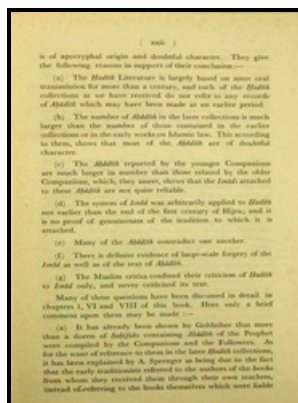 ( xxiii )
is of apocryphal origin and doubtful character. They give
the following reasons in support of their conclusion:—
(a) The Ḥadīth Literature is largely based on mere oral
transmission for more than a century, and each of the Ḥadīth
collections as we have received do not refer to any records
of Aḥādīth which may have been made at an earlier period.
(b) The number of Aḥādīth in the later collections is much
larger than the number of those contained in the earlier
collections or in the early works on Islamic law. This according
to them, shows that most of the Aḥādīth are of doubtful
character.
(c) The Aḥādīth reported by the younger Companions
are much larger in number than those related by the older
Companions, which, they assert, shows that the Isnāds attached
to these Aḥādīth are not quite reliable.
(d) The system of Isnād was arbitrarily applied to Ḥadīth
not earlier than the end of the first century of Hijra; and it
is no proof of genuineness of the tradition to which it is
attached.
(e) Many of the Aḥādīth contradict one another.
(f) There is definite evidence of large-scale forgery of the
Isnād as well as of the text of Aḥādīth.
(g) The Muslim critics confined their criticism of Ḥadīth
to Isnād only, and never criticised its text.
Many of these questions have been discussed in detail in
chapters I, VI and VIII of this book. Here only a brief
comment upon them may be made :—
(a) It has already been shown by Goldziher that more
than a dozen of Ṣaḥīfahs containing Aḥādīth of the Prophet
were compiled by the Companions and the Followers. As
for the want of reference to them in the later Ḥadīth collections,
it has been explained by A. Sprenger as being due to the fact
that the early traditionists referred to the authors of the books
from whom they received them through their own teachers,
instead of referring to the books themselves which were liable